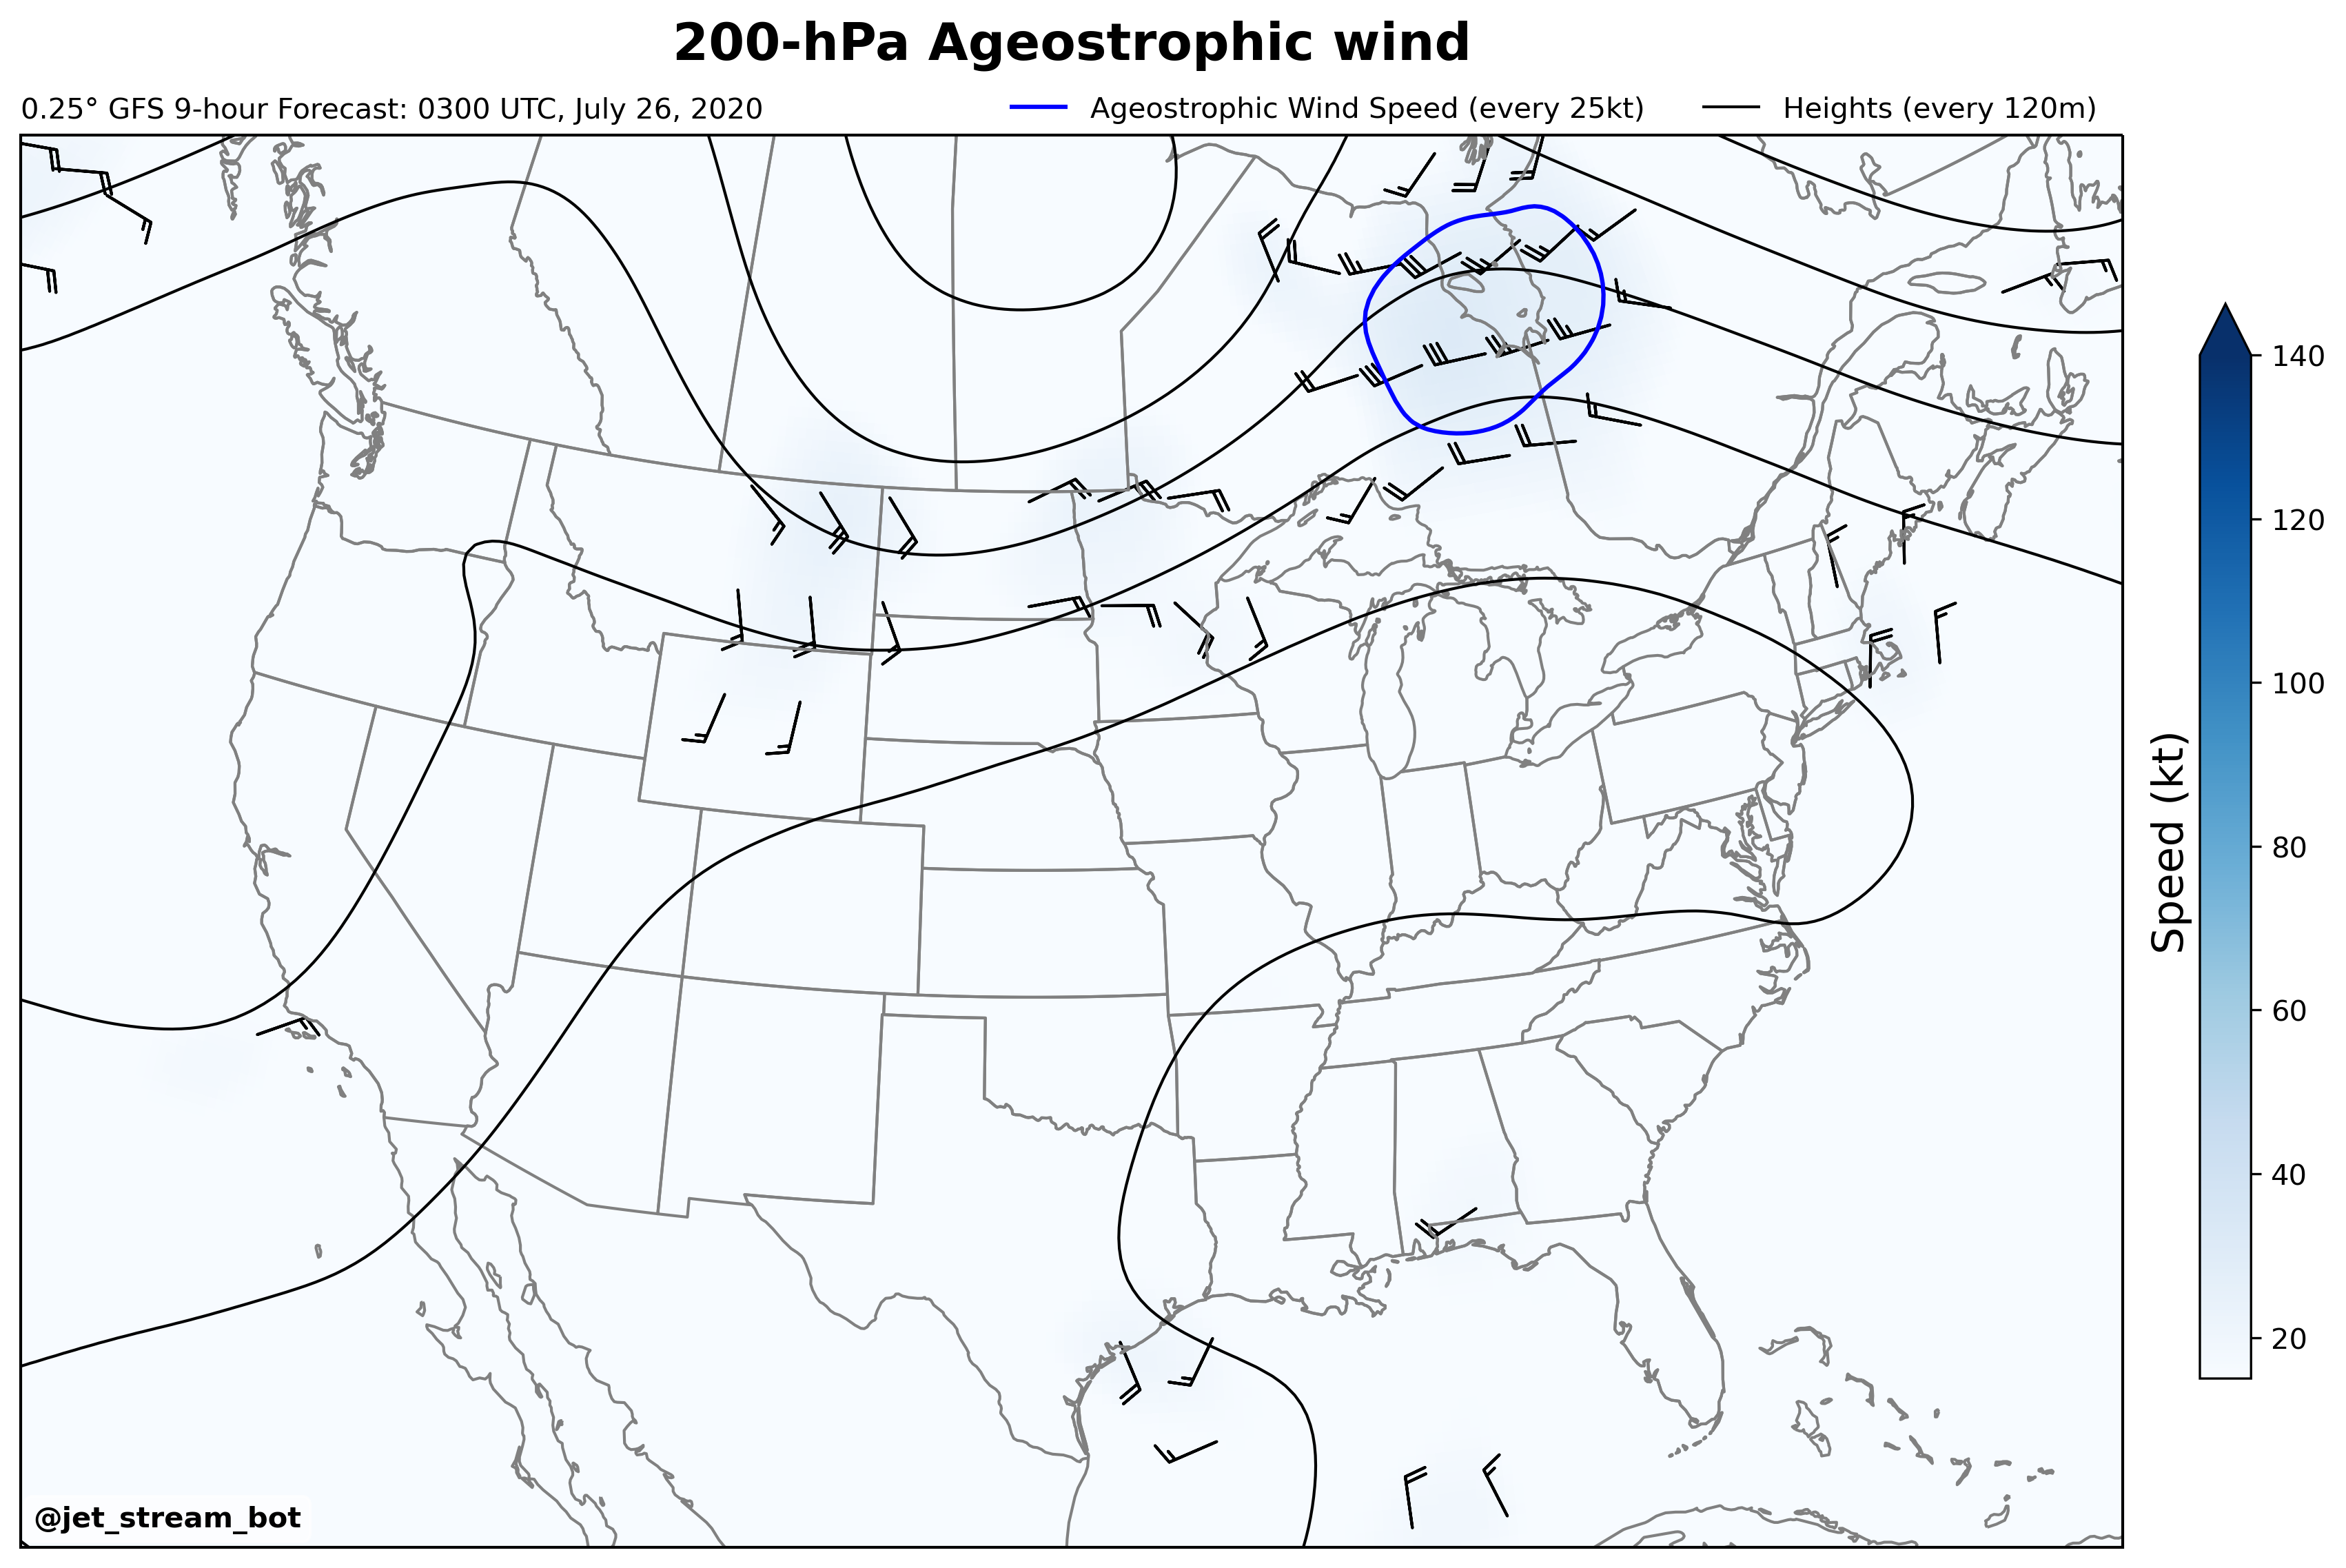 200-hPa Ageostrophic wind
0.25° GFS 9-hour Forecast: 0300 UTC, July 26, 2020
Ageostrophic Wind Speed (every 25kt)
Heights (every 120m)
140
120
100
80
60
40
20
Speed (kt)
@jet_stream_bot